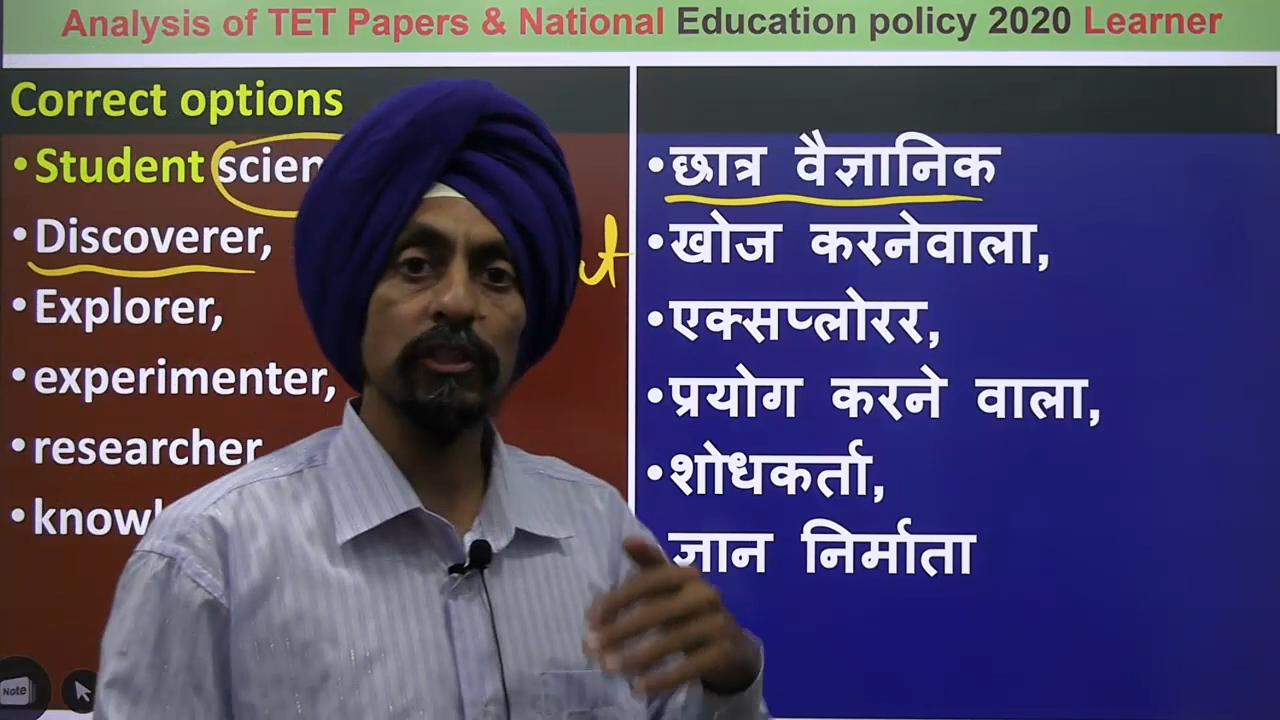 Analysis of TET Papers & National Education policy 2020 Learner
Correct options
•Student
•Discoverer,
•Explorer,
•experimenter,
•researcher
•छात्र वैज्ञानिक
•खोज करनेवाला,
•एक्सप्लोरर,
•प्रयोग करने वाला,
•शोधकर्ता,
ज्ञान निर्माता
Note